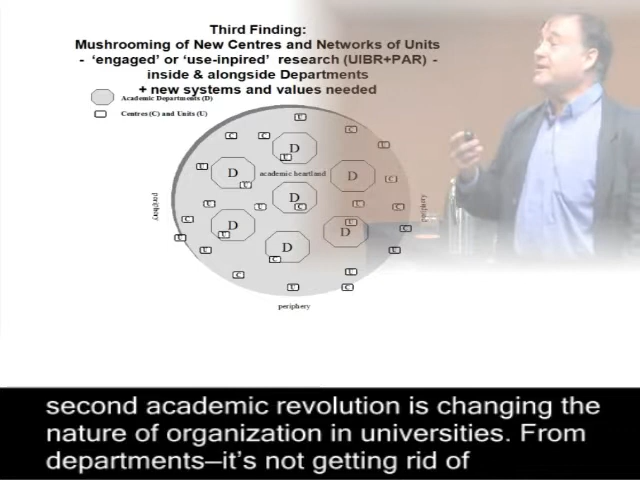 Third Finding:
Mushrooming of New Centres and Networks of Units
- ‘engaged’ or ‘use-inpired’ research (UIBR+PAR) -
inside & alongside Departments
+ new systems and values needed
Academic Departments (D)
Centres (C) and Units (U)
U
C
C
C
U
D
U
U
D
U
academic heartland
D
C
periphery
U
U
D
C
U
C
periphery
C
D
U
U
D
C
U
U
D
C
U
C
C
U
C
periphery
second academic revolution is changing the
nature of organization in universities. From
departments—it’s not getting rid of